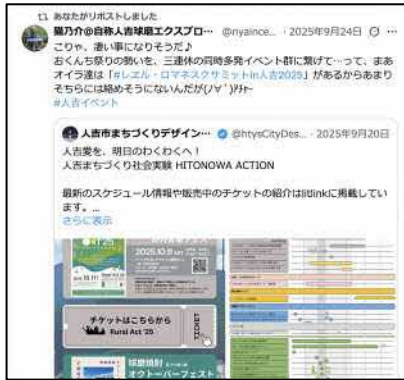 あなたがリポストしました
猫乃介@自称人吉球磨エクスプロ… @nyaince… · 2025年9月24日
こりゃ、凄い事になりそうだ♪
おくんち祭りの勢いを、三連休の同時多発イベント群に繋げて…って、まあ
オイラ達は「#レヱル・ロマネスクサミットin人吉2025」があるからあまり
そちらには絡めそうにないんだが(ﾉ∀`)ｱﾁｬｰ
#人吉イベント
人吉市まちづくりデザイン… @htysCityDes… · 2025年9月20日
人吉愛を、明日のわくわくへ！
人吉まちづくり社会実験 HITONOWA ACTION
最新のスケジュール情報や販売中のチケットの紹介はlitlinkに掲載してい
ます。…
さらに表示
チケットはこちらから
Rural Act '25
TICKET
球磨焼酎
オクトーバーフェスト